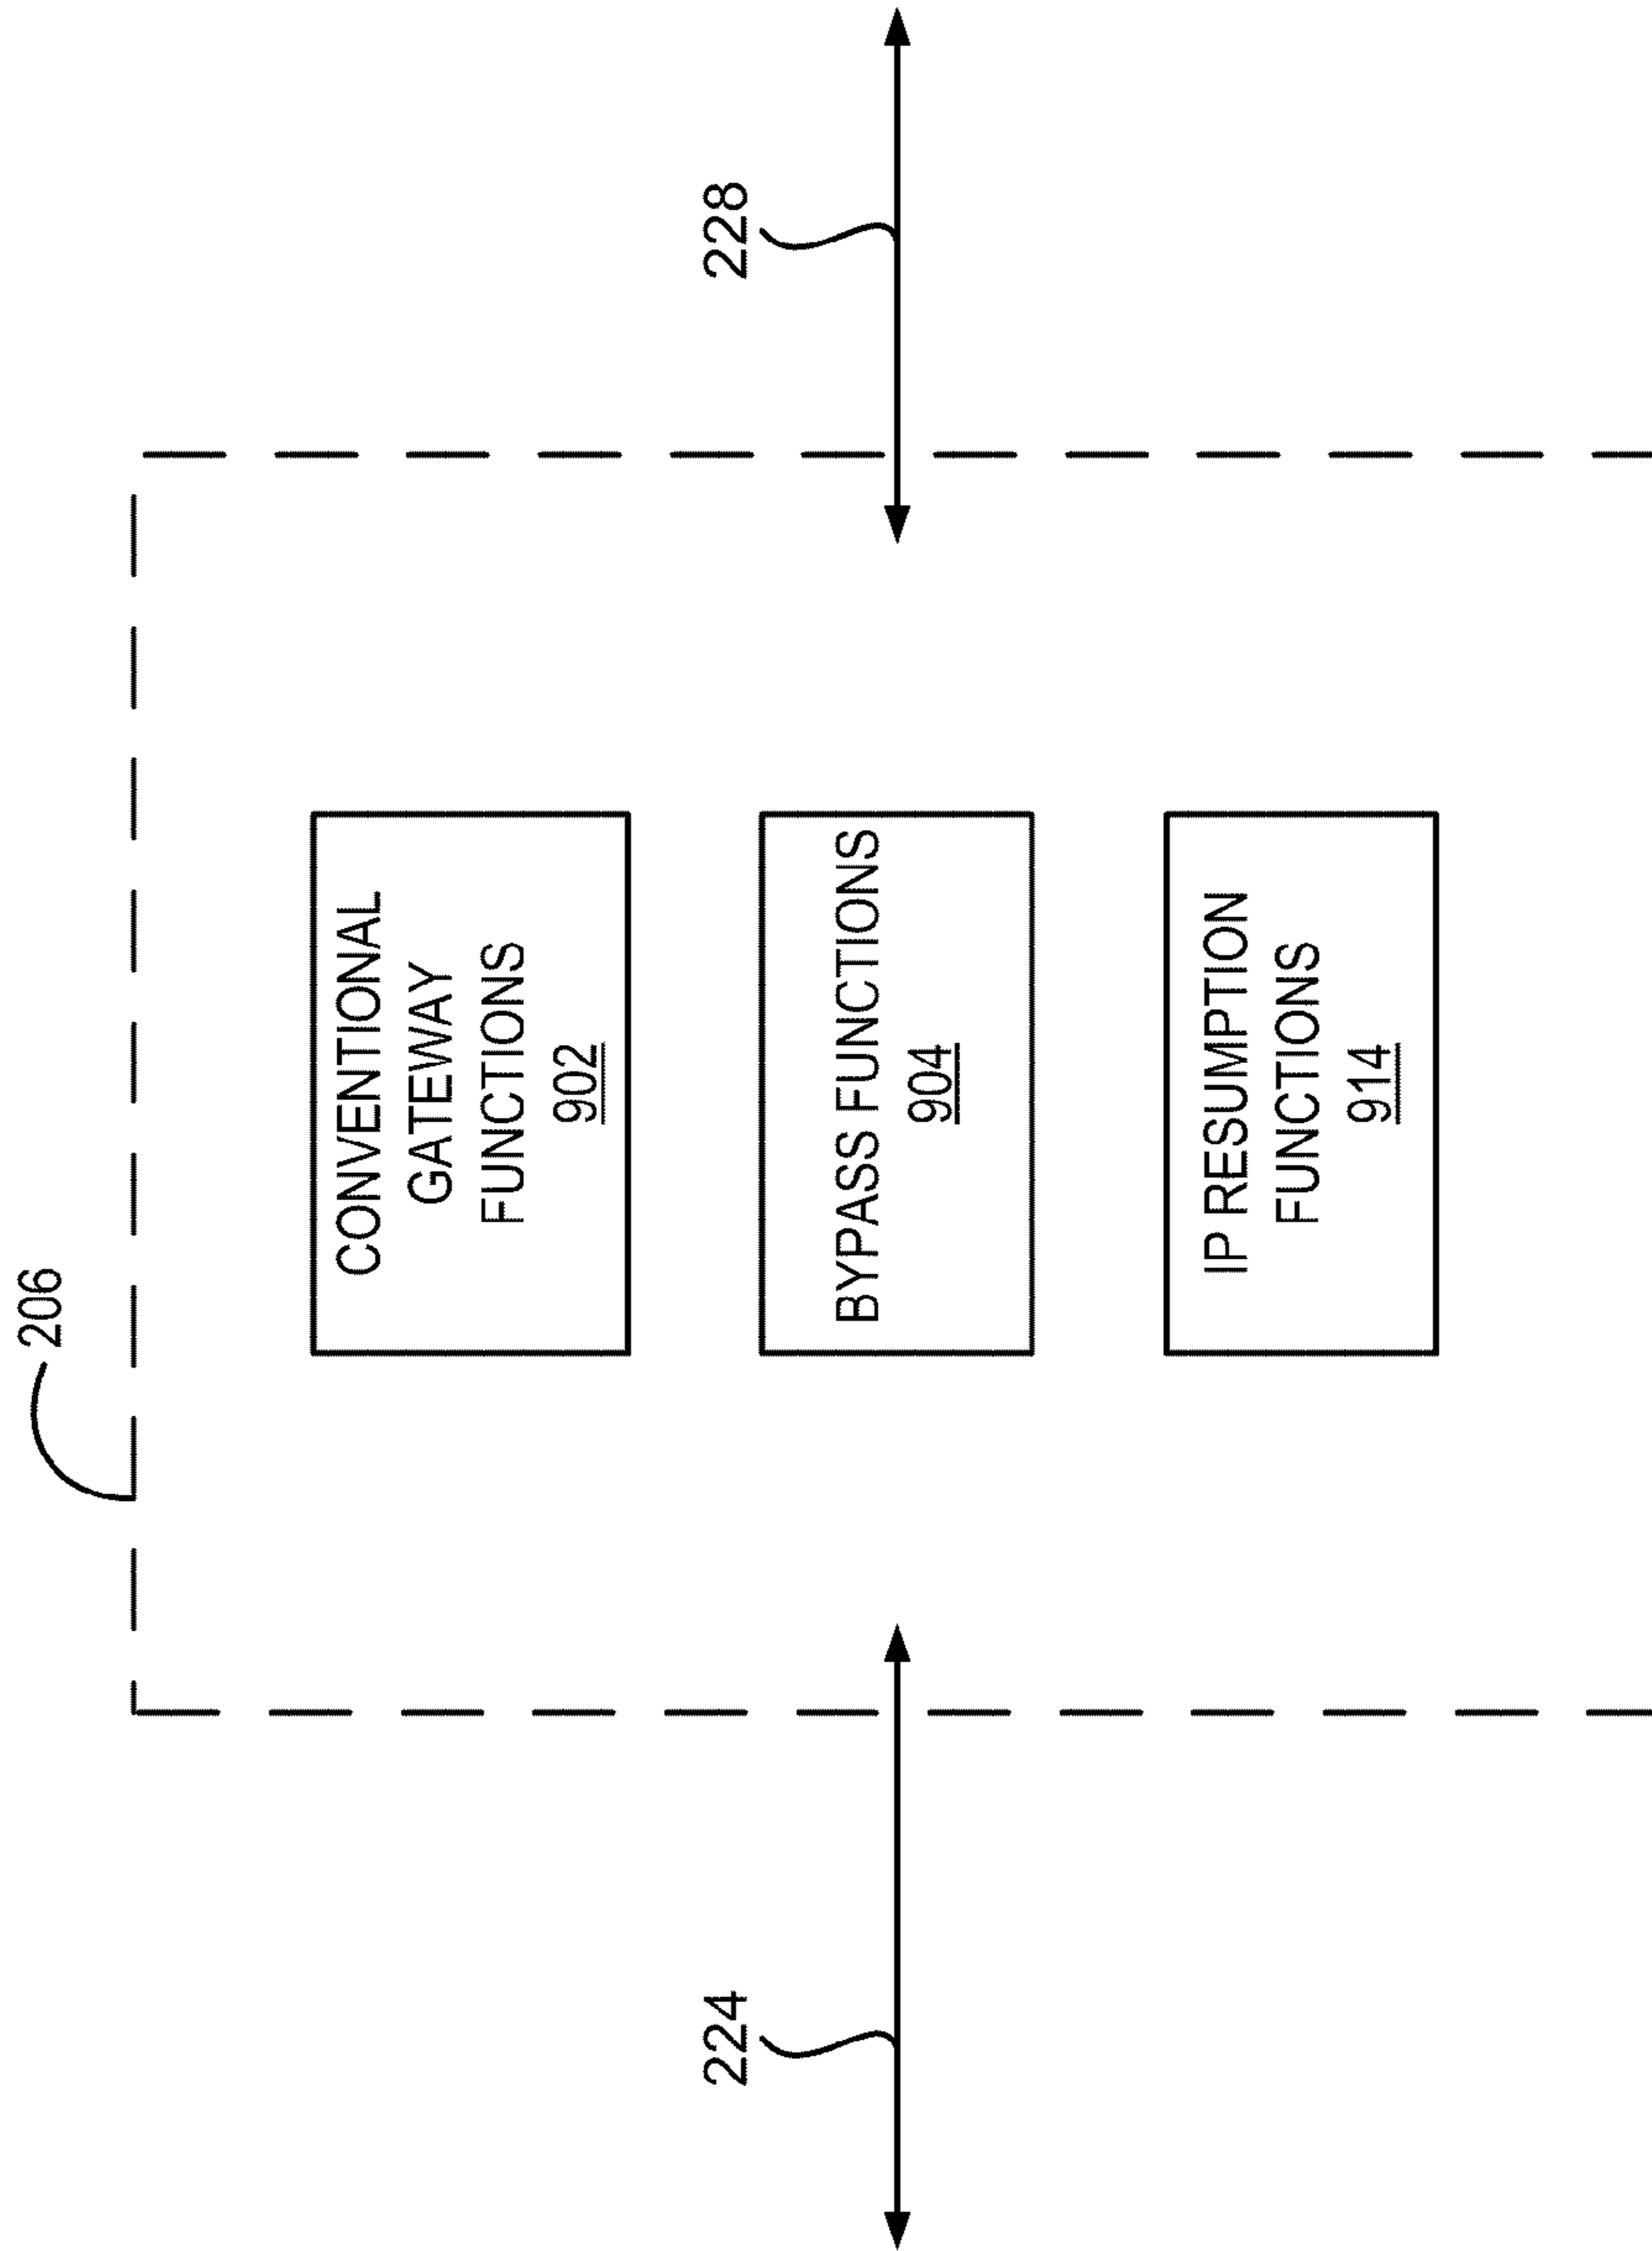 206
CONVENTIONAL
GATEWAY
FUNCTIONS
902
224
228
BYPASS FUNCTIONS
904
IP RESUMPTION
FUNCTIONS
914